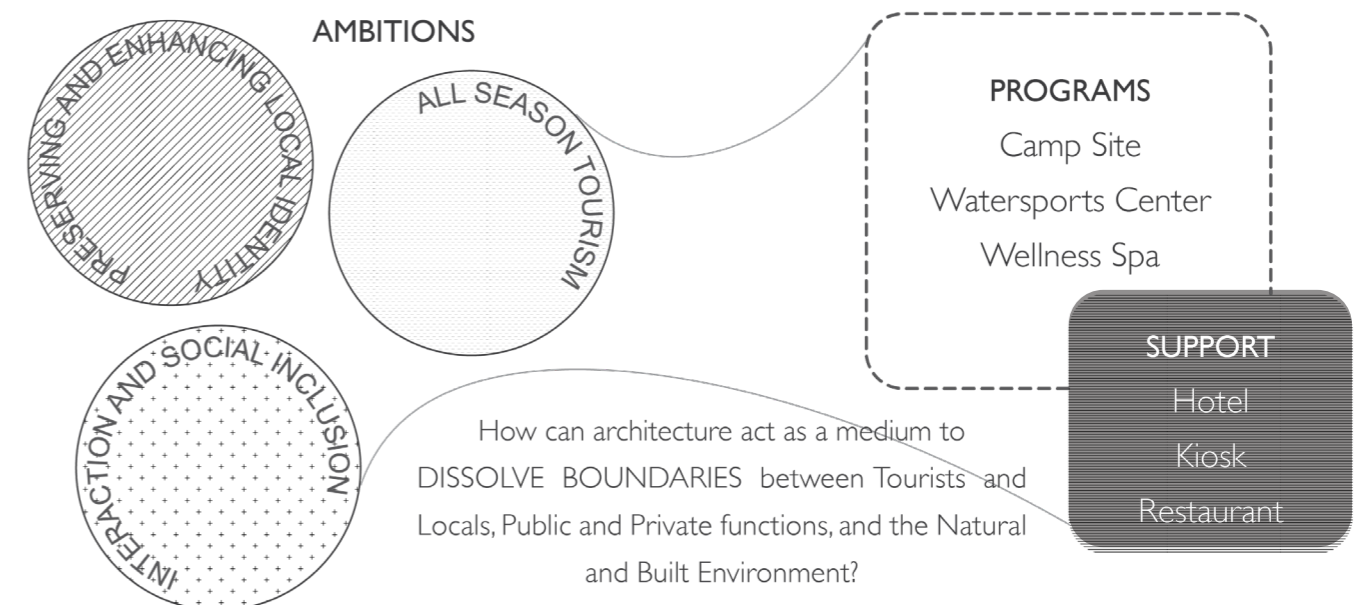 AMBITIONS
PRESERVING AND ENHANCING LOCAL IDENTITY
ALL SEASON TOURISM
INTERACTION AND SOCIAL INCLUSION
PROGRAMS
Camp Site
Watersports Center
Wellness Spa
SUPPORT
Hotel
Kiosk
Restaurant
How can architecture act as a medium to
DISSOLVE BOUNDARIES between Tourists and
Locals, Public and Private functions, and the Natural
and Built Environment?